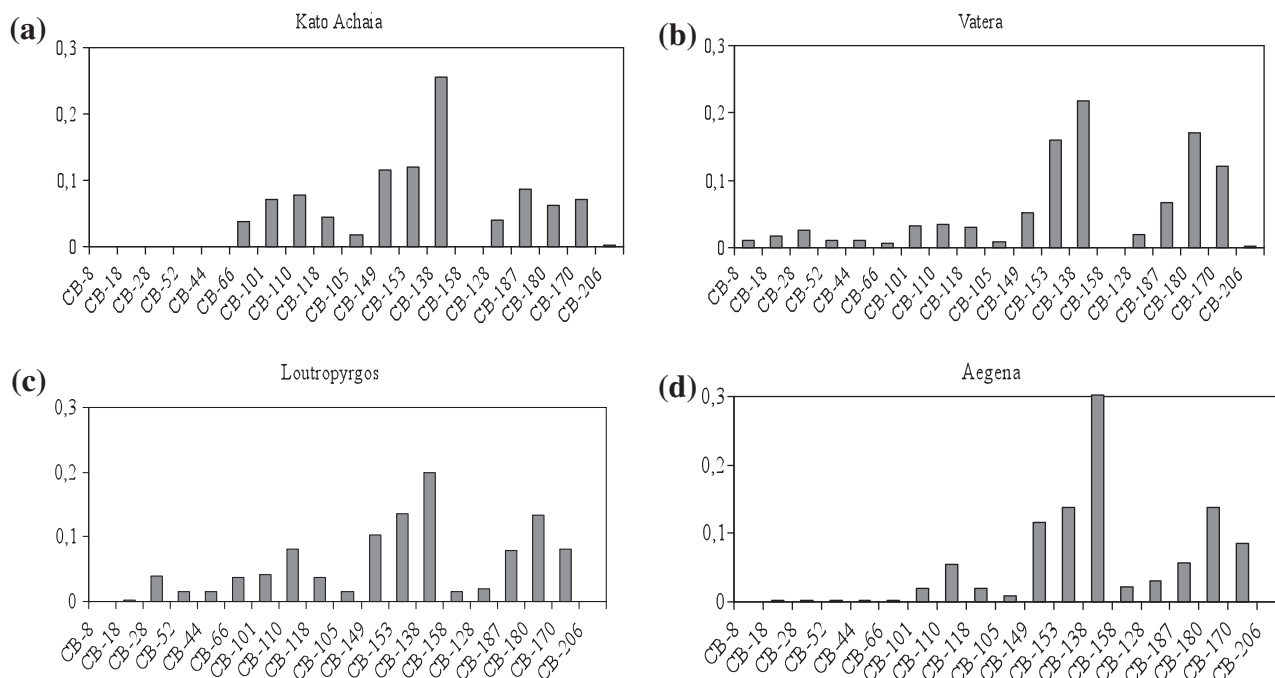 (a)
Kato Achaia
0,3
0,2
0,1
0
CB-8
CB-18
CB-28
CB-52
CB-44
CB-66
CB-101
CB-110
CB-118
CB-105
CB-149
CB-153
CB-138
CB-158
CB-128
CB-187
CB-180
CB-170
CB-206
(b)
Vatera
0,3
0,2
0,1
0
CB-8
CB-18
CB-28
CB-52
CB-44
CB-66
CB-101
CB-110
CB-118
CB-105
CB-149
CB-153
CB-138
CB-158
CB-128
CB-187
CB-180
CB-170
CB-206
(c)
Loutropyrgos
0,3
0,2
0,1
0
CB-8
CB-18
CB-28
CB-52
CB-44
CB-66
CB-101
CB-110
CB-118
CB-105
CB-149
CB-153
CB-138
CB-158
CB-128
CB-187
CB-180
CB-170
CB-206
(d)
Aegena
0,3
0,2
0,1
0
CB-8
CB-18
CB-28
CB-52
CB-44
CB-66
CB-101
CB-110
CB-118
CB-105
CB-149
CB-153
CB-138
CB-158
CB-128
CB-187
CB-180
CB-170
CB-206